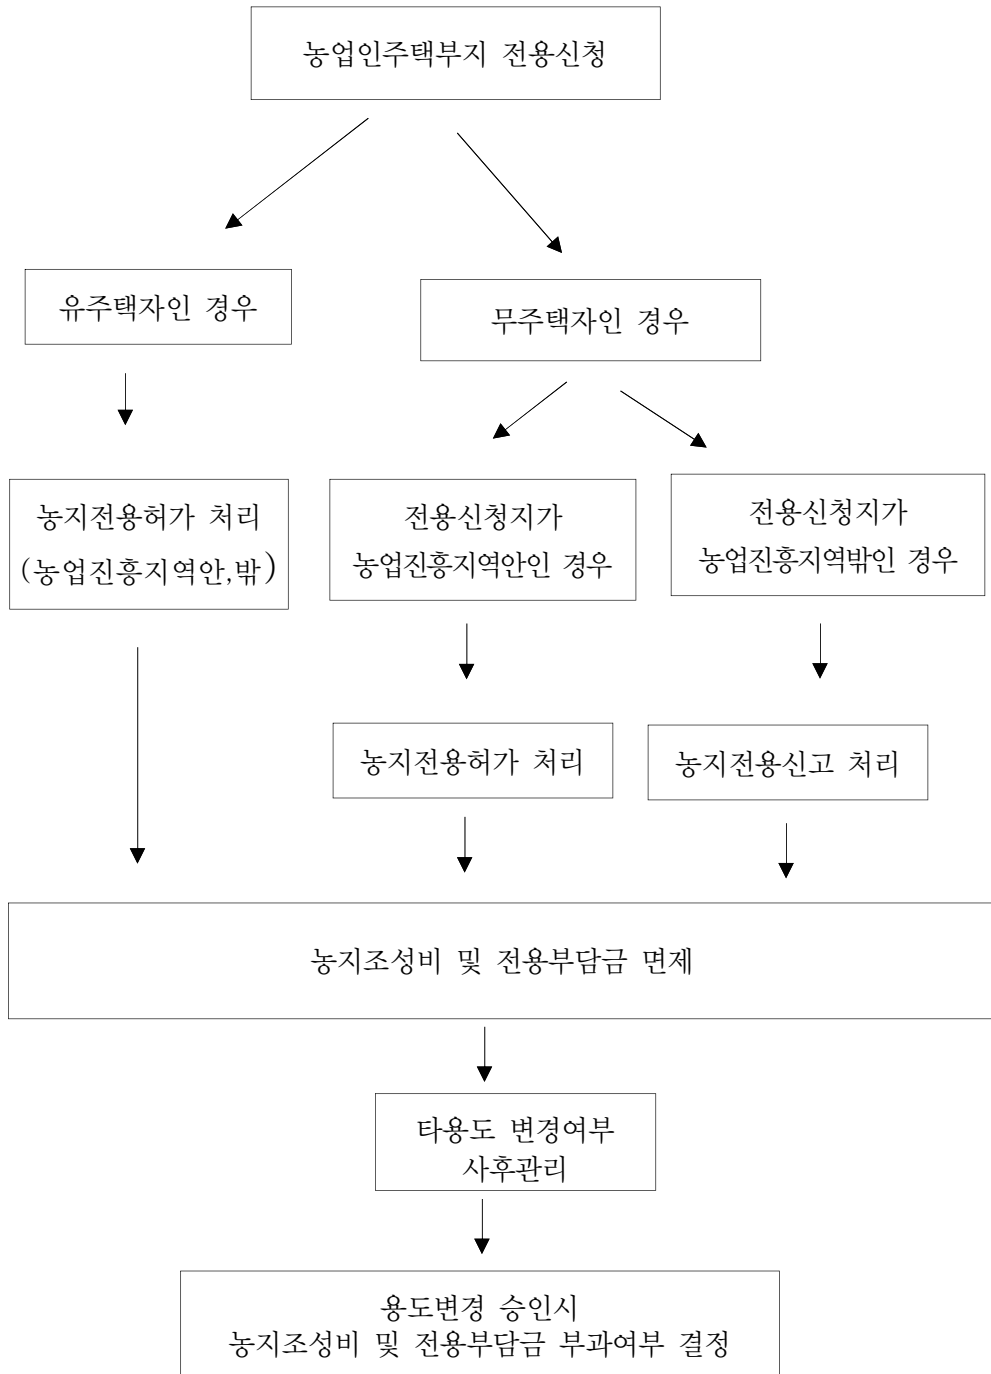 농업인주택부지 전용신청
유주택자인 경우
무주택자인 경우
농지전용허가 처리
(농업진흥지역안,밖)
전용신청지가
농업진흥지역안인 경우
전용신청지가
농업진흥지역밖인 경우
농지전용허가 처리
농지전용신고 처리
농지조성비 및 전용부담금 면제
타용도 변경여부
사후관리
용도변경 승인시
농지조성비 및 전용부담금 부과여부 결정